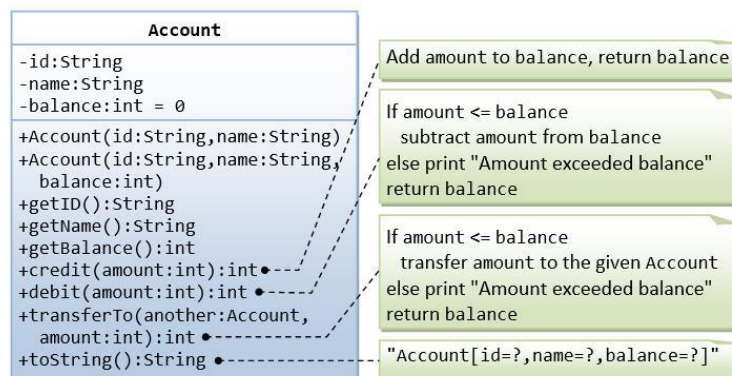 Account
-id:String
-name:String
-balance:int = 0
+Account(id:String,name:String)
+Account(id:String,name:String,
balance:int)
+getID():String
+getName():String
+getBalance():int
+credit(amount:int):int
+debit(amount:int):int
+transferTo(another:Account,
amount:int):int
+toString():String
Add amount to balance, return balance
If amount <= balance
subtract amount from balance
else print "Amount exceeded balance"
return balance
If amount <= balance
transfer amount to the given Account
else print "Amount exceeded balance"
return balance
"Account[id=?,name=?,balance=?]"